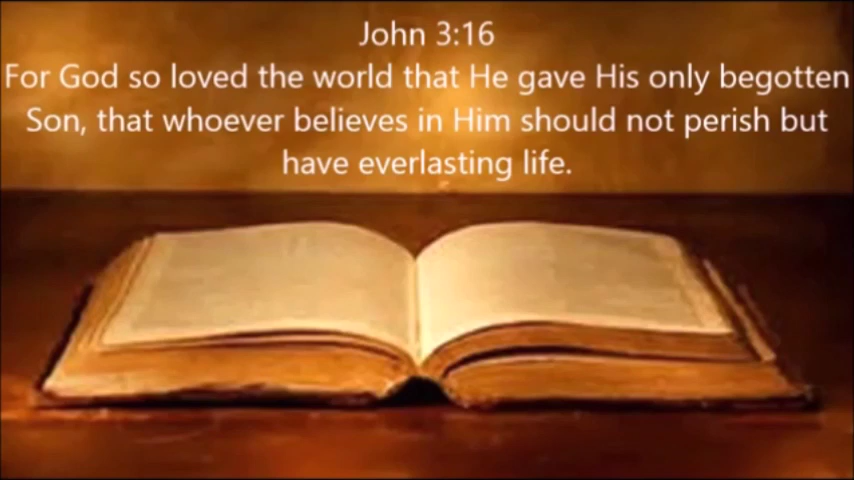 John 3:16
For God so loved the world that He gave His only begotten
Son, that whoever believes in Him should not perish but
have everlasting life.